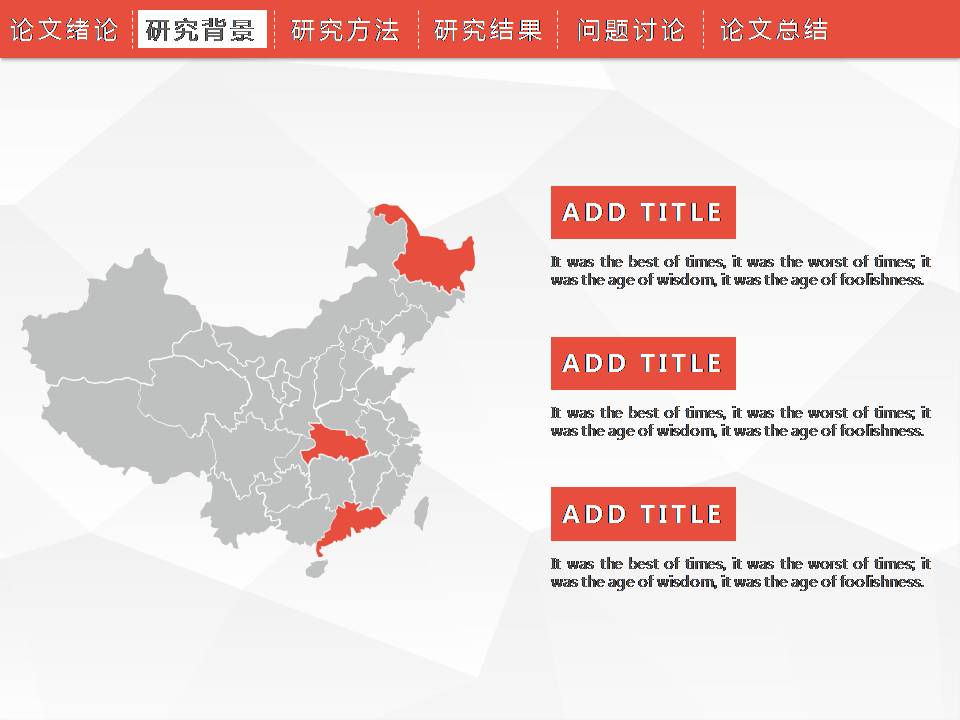 论文绪论 研究背景 研究方法 研究结果 问题讨论 论文总结
ADD TITLE
It was the best of times, it was the worst of times; it
was the age of wisdom, it was the age of foolishness.
ADD TITLE
It was the best of times, it was the worst of times; it
was the age of wisdom, it was the age of foolishness.
ADD TITLE
It was the best of times, it was the worst of times; it
was the age of wisdom, it was the age of foolishness.